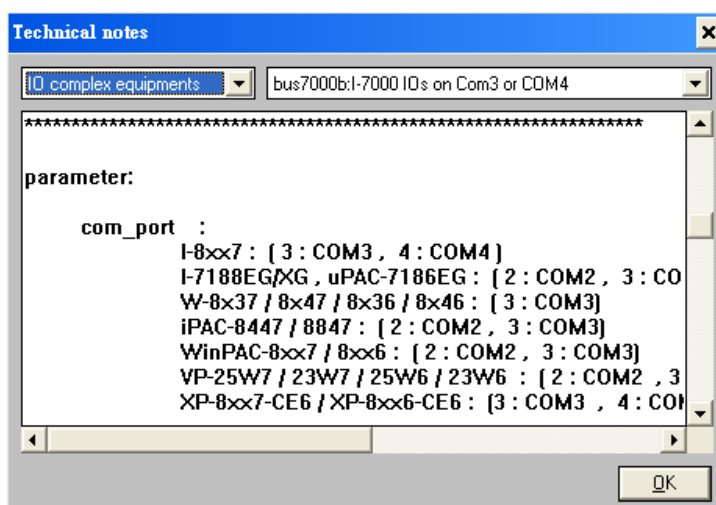 Technical notes
IO complex equipments bus7000b:I-7000 IOs on Com3 or COM4
******************************************************************
parameter:
com_port :
I-8xx7 : ( 3 : COM3 , 4 : COM4 )
I-7188EG/XG , uPAC-7186EG : ( 2 : COM2 , 3 : CO
W-8x37 / 8x47 / 8x36 / 8x46 : ( 3 : COM3)
iPAC-8447 / 8847 : ( 2 : COM2 , 3 : COM3)
WinPAC-8xx7 / 8xx6 : ( 2 : COM2 , 3 : COM3)
VP-25W7 / 23W7 / 25W6 / 23W6 : ( 2 : COM2 , 3
XP-8xx7-CE6 / XP-8xx6-CE6 : (3 : COM3 , 4 : CO
OK